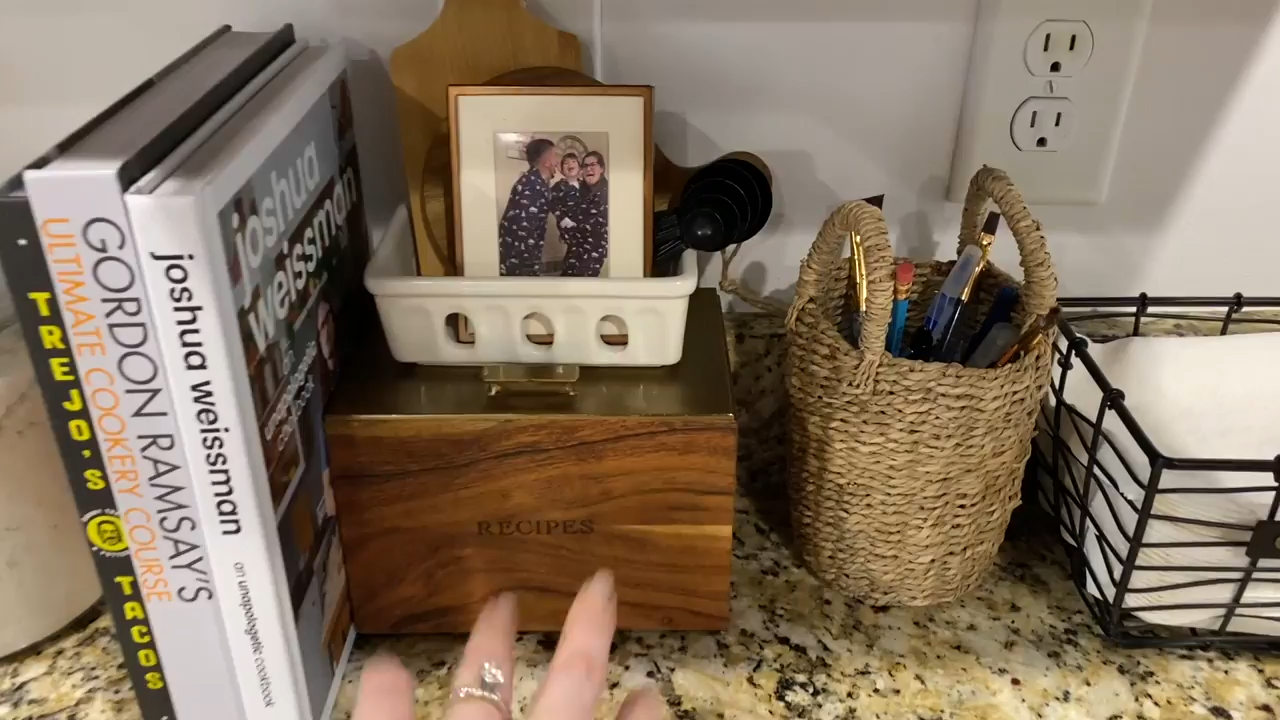 TREJO'S
TACOS
GORDON RAMSAY'S
ULTIMATE COOKERY COURSE
joshua weissman
an unapologetic cookbook
joshua
weissman
RECIPES